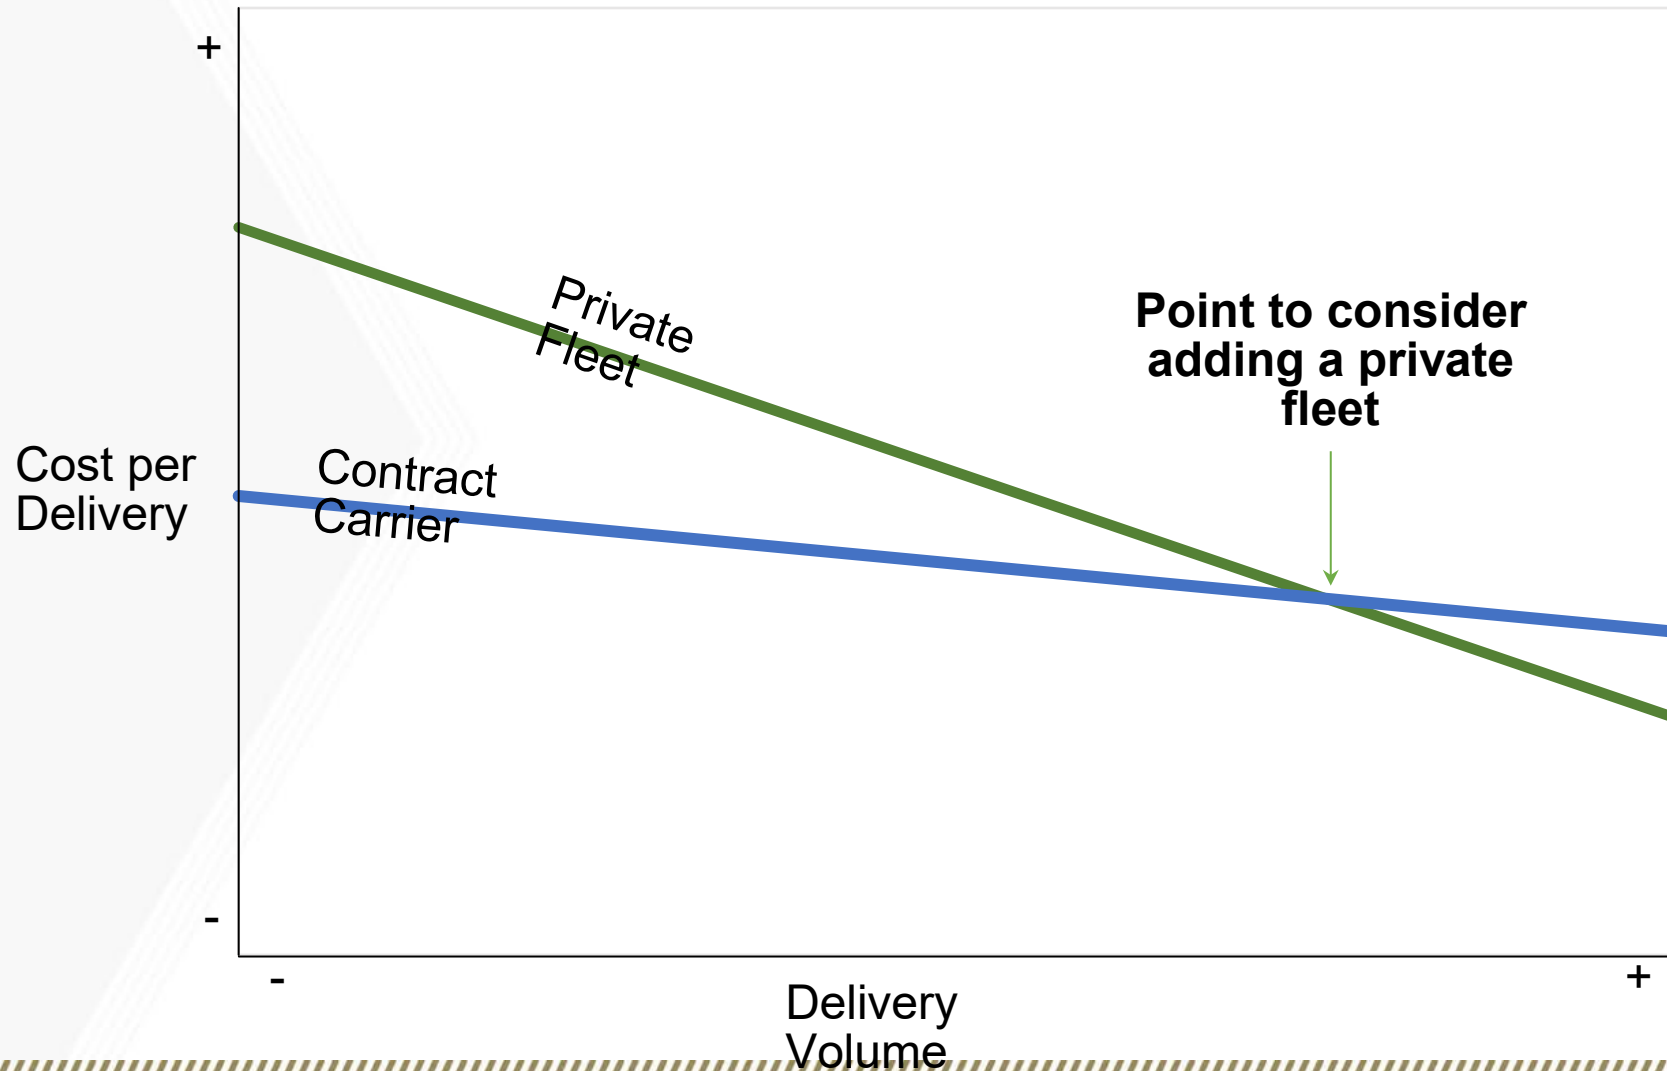 +
Private
Fleet
Point to consider
adding a private
fleet
Cost per
Delivery
Contract
Carrier
-
-
+
Delivery
Volume